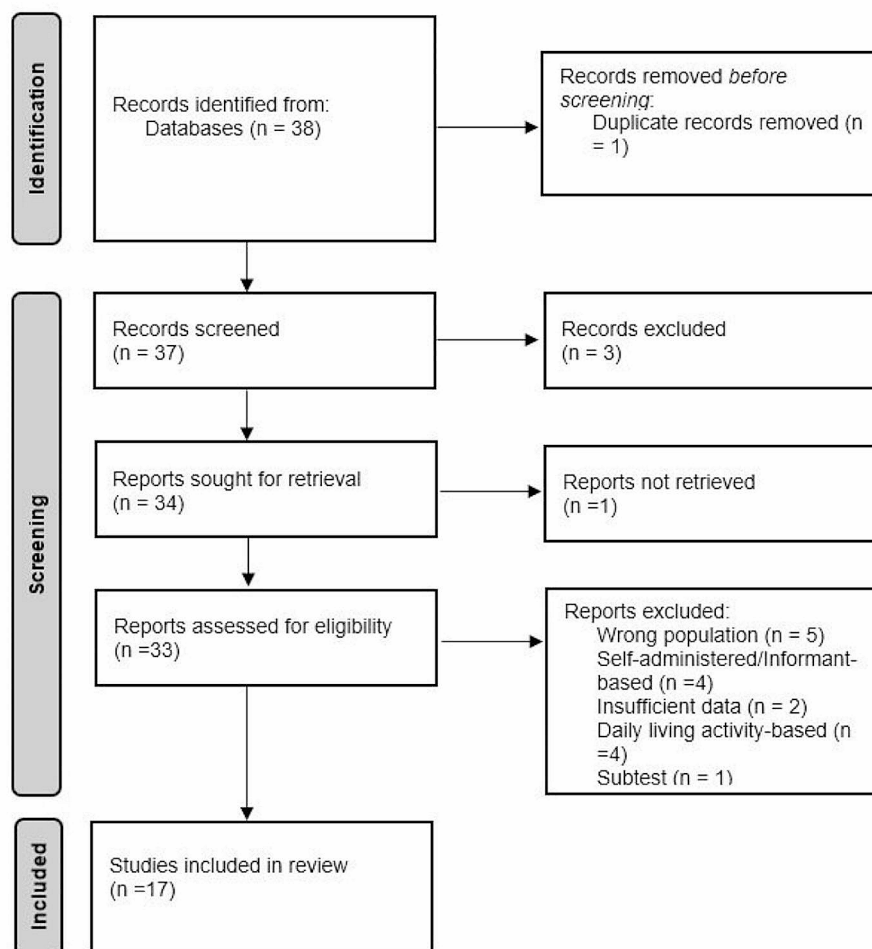 Identification
Records identified from:
Databases (n = 38)
Records removed before
screening:
Duplicate records removed (n
= 1)
Screening
Records screened
(n = 37)
Records excluded
(n = 3)
Reports sought for retrieval
(n = 34)
Reports not retrieved
(n =1)
Reports assessed for eligibility
(n =33)
Reports excluded:
Wrong population (n = 5)
Self-administered/Informant-
based (n =4)
Insufficient data (n = 2)
Daily living activity-based (n
=4)
Subtest (n = 1)
Included
Studies included in review
(n =17)